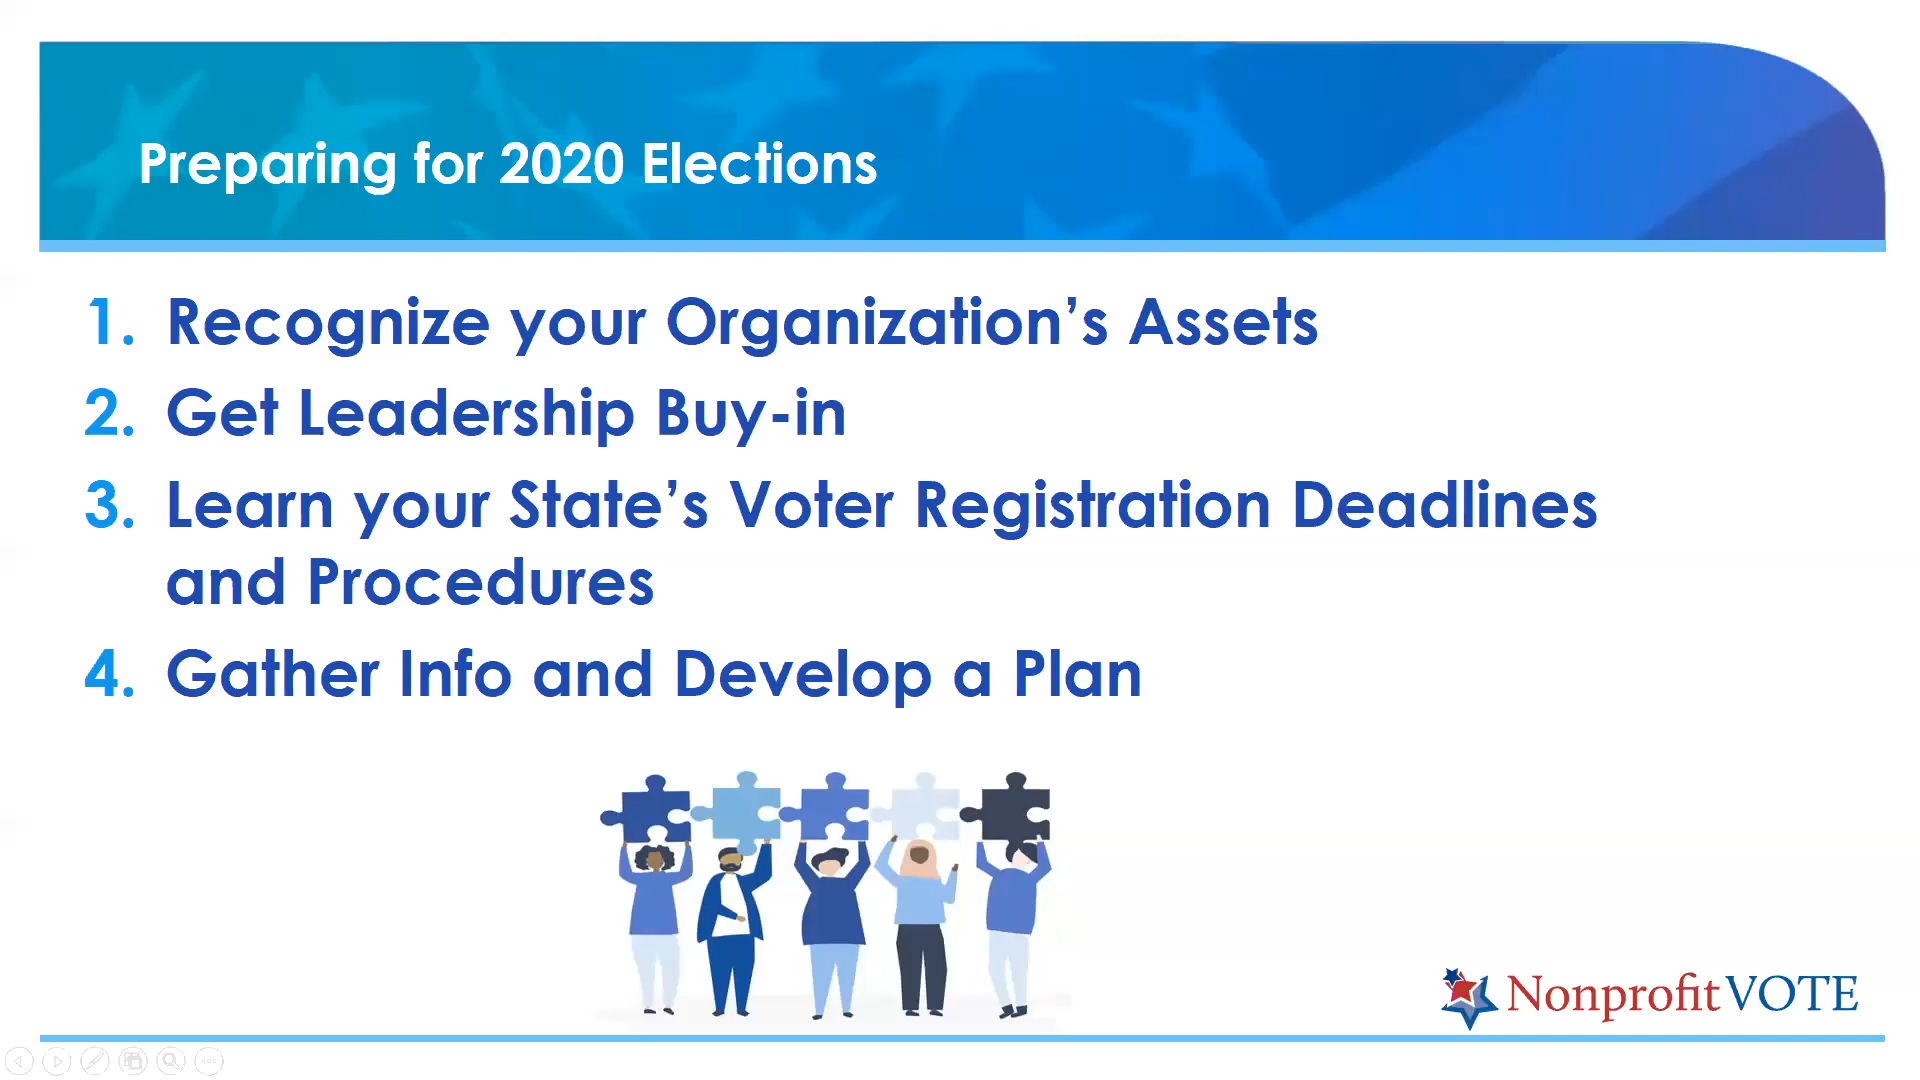 Preparing for 2020 Elections
1. Recognize your Organization’s Assets
2. Get Leadership Buy-in
3. Learn your State’s Voter Registration Deadlines
and Procedures
4. Gather Info and Develop a Plan
NonprofitVOTE